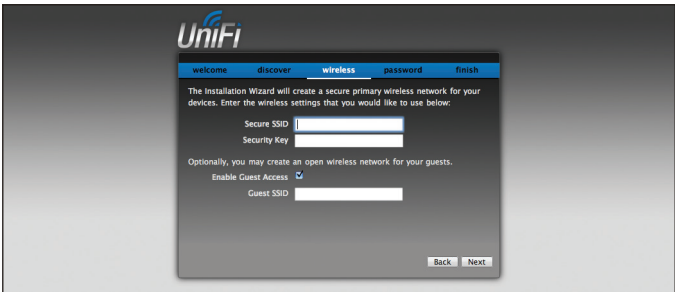 UniFi
welcome discover wireless password finish
The Installation Wizard will create a secure primary wireless network for your
devices. Enter the wireless settings that you would like to use below:
Secure SSID
Security Key
Optionally, you may create an open wireless network for your guests.
Enable Guest Access
Guest SSID
Back Next